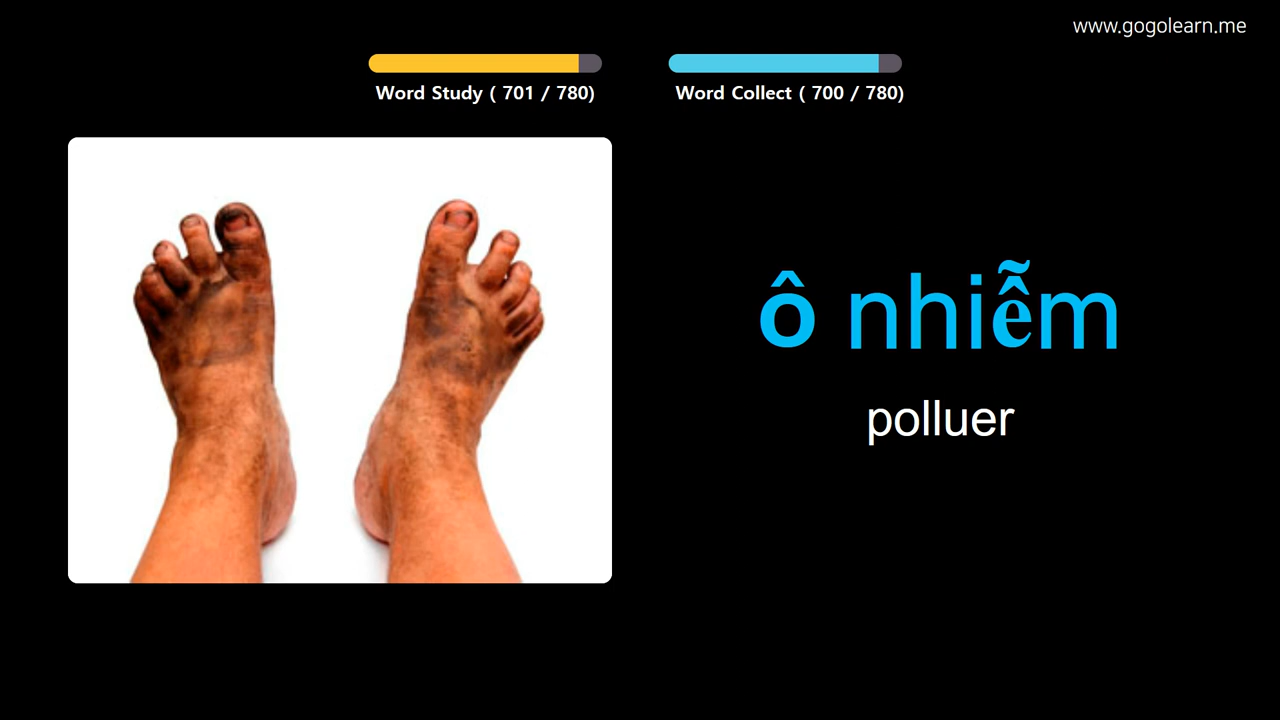 www.gogolearn.me
Word Study ( 701 / 780)
Word Collect ( 700 / 780)
ô nhiễm
polluer